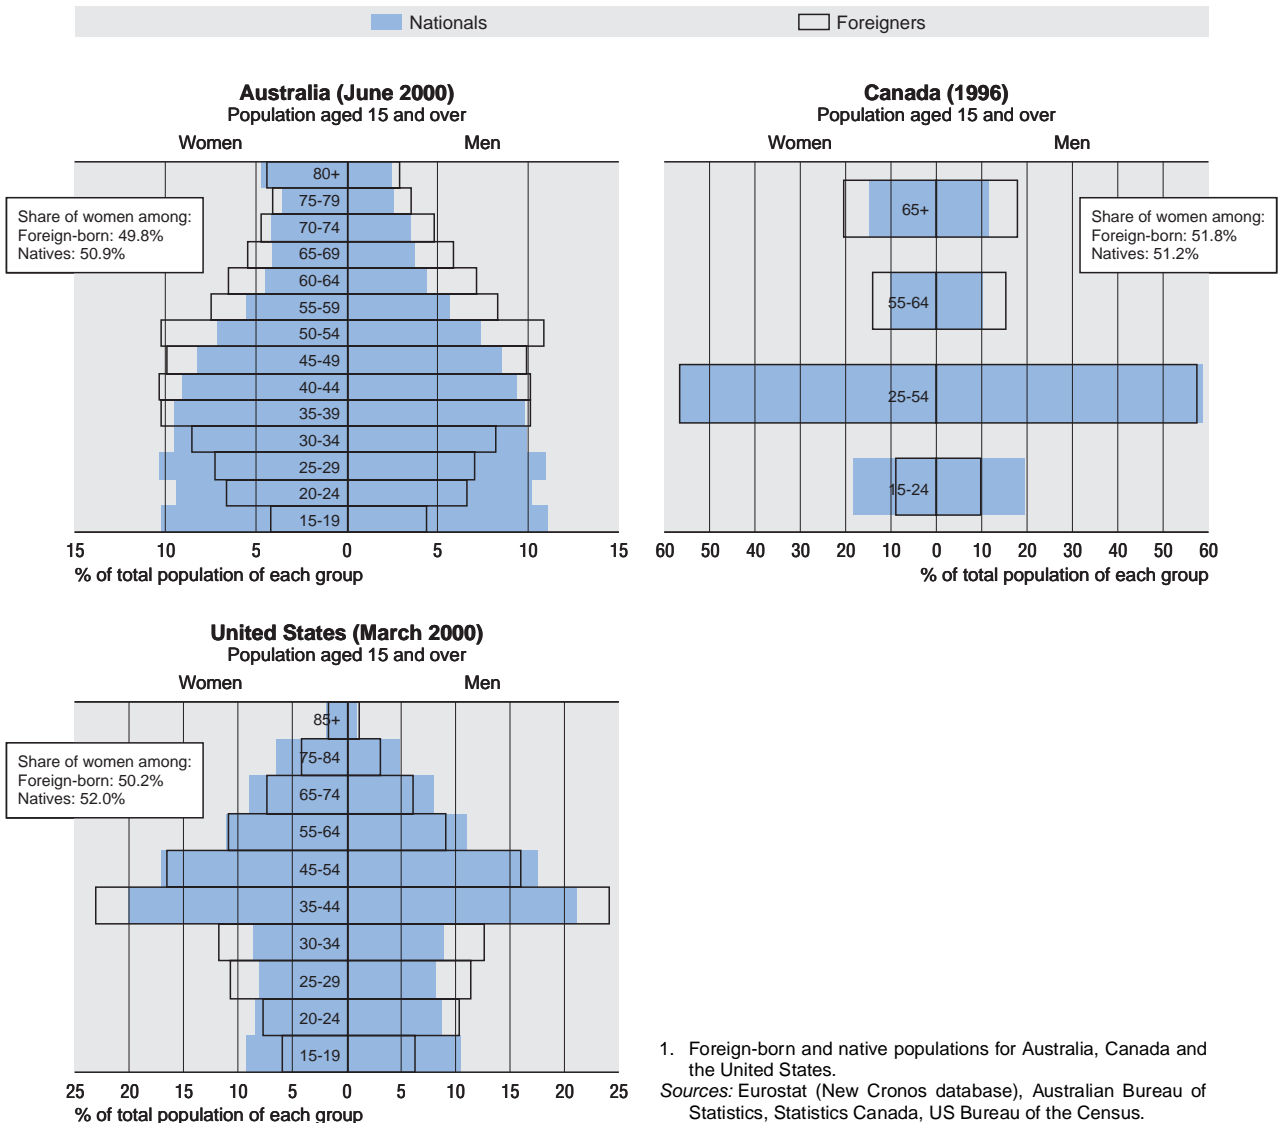 Nationals
Foreigners
Australia (June 2000)
Population aged 15 and over
Women
Men
80+
75-79
70-74
65-69
60-64
55-59
50-54
45-49
40-44
35-39
30-34
25-29
20-24
15-19
Share of women among:
Foreign-born: 49.8%
Natives: 50.9%
15 10 5 0 5 10 15
% of total population of each group
Canada (1996)
Population aged 15 and over
Women
Men
65+
55-64
25-54
15-24
Share of women among:
Foreign-born: 51.8%
Natives: 51.2%
60 50 40 30 20 10 0 10 20 30 40 50 60
% of total population of each group
United States (March 2000)
Population aged 15 and over
Women
Men
85+
75-84
65-74
55-64
45-54
35-44
30-34
25-29
20-24
15-19
Share of women among:
Foreign-born: 50.2%
Natives: 52.0%
25 20 15 10 5 0 5 10 15 20 25
% of total population of each group
1. Foreign-born and native populations for Australia, Canada and
the United States.
Sources: Eurostat (New Cronos database), Australian Bureau of
Statistics, Statistics Canada, US Bureau of the Census.